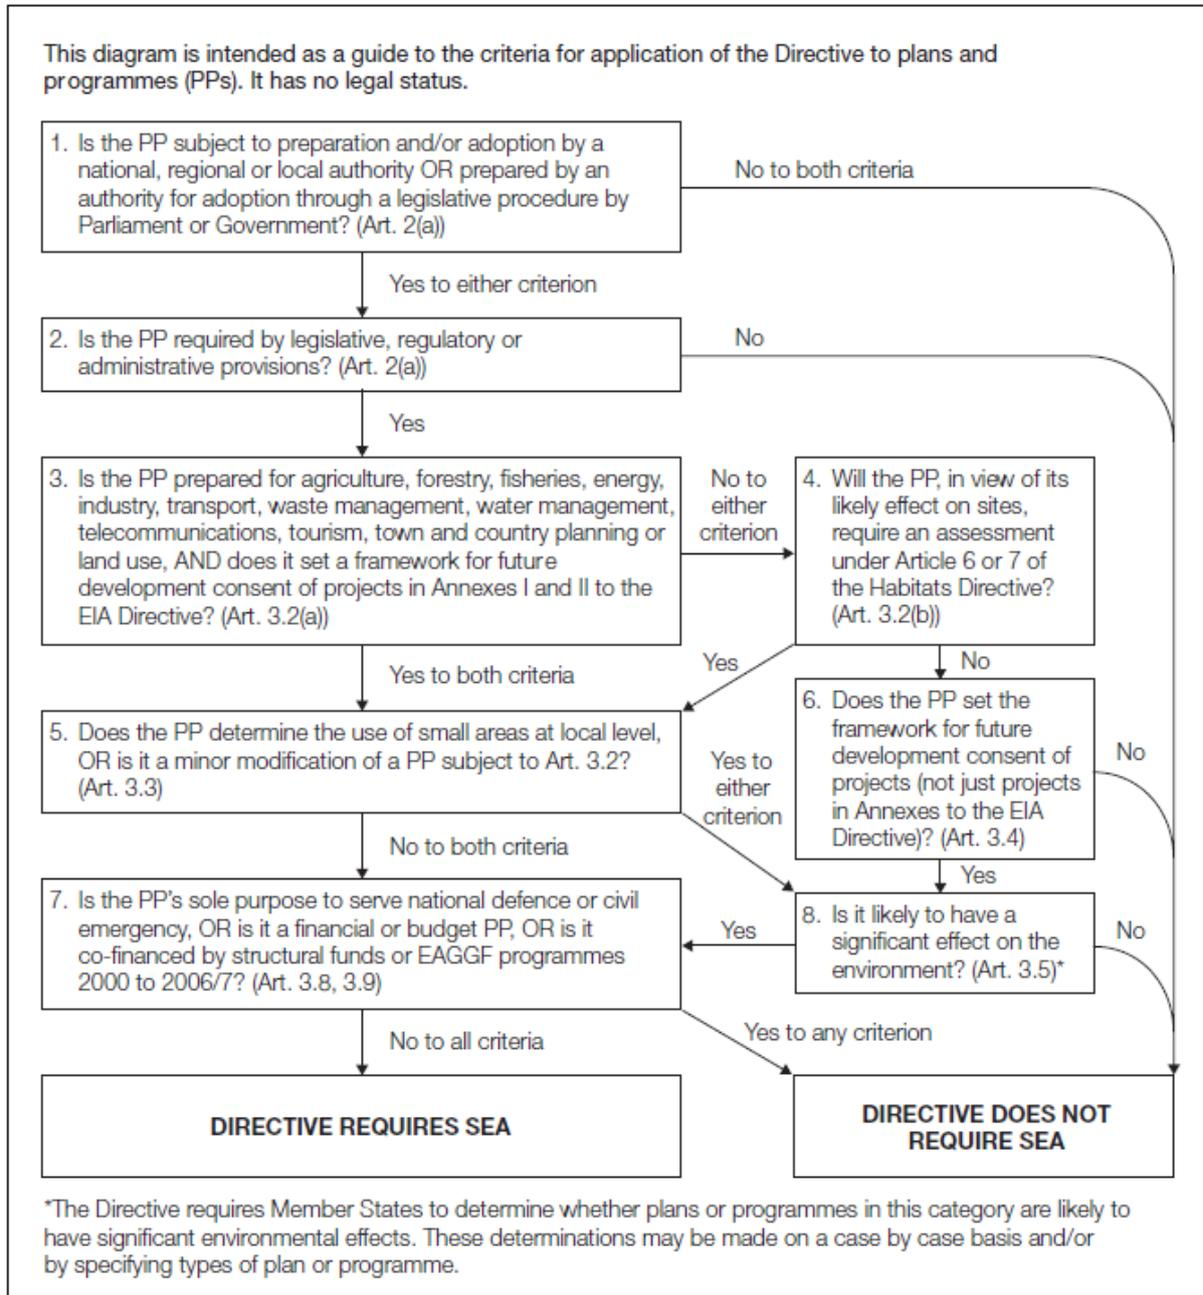 This diagram is intended as a guide to the criteria for application of the Directive to plans and
programmes (PPs). It has no legal status.
1. Is the PP subject to preparation and/or adoption by a
national, regional or local authority OR prepared by an
authority for adoption through a legislative procedure by
Parliament or Government? (Art. 2(a))
No to both criteria
Yes to either criterion
2. Is the PP required by legislative, regulatory or
administrative provisions? (Art. 2(a))
No
Yes
3. Is the PP prepared for agriculture, forestry, fisheries, energy,
industry, transport, waste management, water management,
telecommunications, tourism, town and country planning or
land use, AND does it set a framework for future
development consent of projects in Annexes I and II to the
EIA Directive? (Art. 3.2(a))
No to
either
criterion
4. Will the PP, in view of its
likely effect on sites,
require an assessment
under Article 6 or 7 of
the Habitats Directive?
(Art. 3.2(b))
Yes to both criteria
Yes
No
5. Does the PP determine the use of small areas at local level,
OR is it a minor modification of a PP subject to Art. 3.2?
(Art. 3.3)
Yes to
either
criterion
6. Does the PP set the
framework for future
development consent of
projects (not just projects
in Annexes to the EIA
Directive)? (Art. 3.4)
No
No to both criteria
Yes
7. Is the PP's sole purpose to serve national defence or civil
emergency, OR is it a financial or budget PP, OR is it
co-financed by structural funds or EAGGF programmes
2000 to 2006/7? (Art. 3.8, 3.9)
Yes
8. Is it likely to have a
significant effect on the
environment? (Art. 3.5)*
No
No to all criteria
Yes to any criterion
DIRECTIVE REQUIRES SEA
DIRECTIVE DOES NOT
REQUIRE SEA
*The Directive requires Member States to determine whether plans or programmes in this category are likely to
have significant environmental effects. These determinations may be made on a case by case basis and/or
by specifying types of plan or programme.